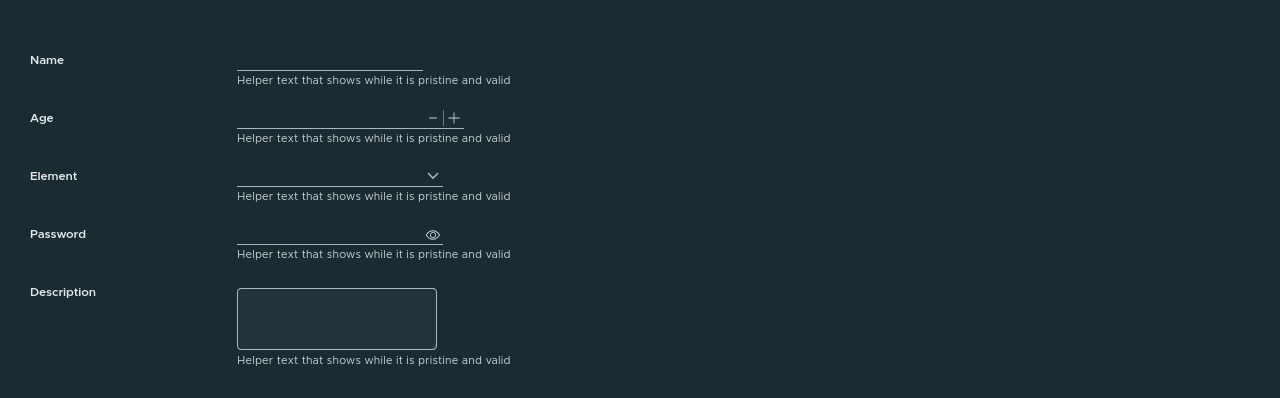 Name
Helper text that shows while it is pristine and valid
Age
Helper text that shows while it is pristine and valid
Element
Helper text that shows while it is pristine and valid
Password
Helper text that shows while it is pristine and valid
Description
Helper text that shows while it is pristine and valid